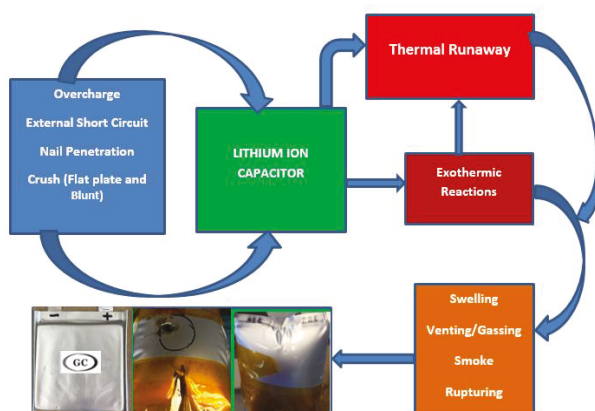 Overcharge
External Short Circuit
Nail Penetration
Crush (Flat plate and
Blunt)
LITHIUM ION
CAPACITOR
Thermal Runaway
Exothermic
Reactions
Swelling
Venting/Gassing
Smoke
Rupturing
- +
GC